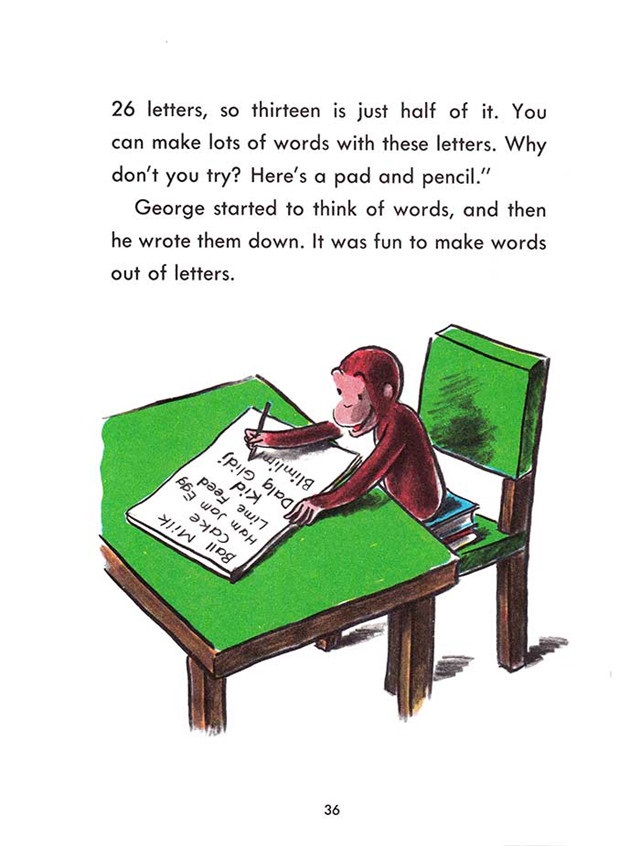 26 letters, so thirteen is just half of it. You
can make lots of words with these letters. Why
don't you try? Here's a pad and pencil."
George started to think of words, and then
he wrote them down. It was fun to make words
out of letters.
Ball Milk
Cake Egg
Ham Jam Feed
Lime Kid
Dalg Glidj
Blimlim
36